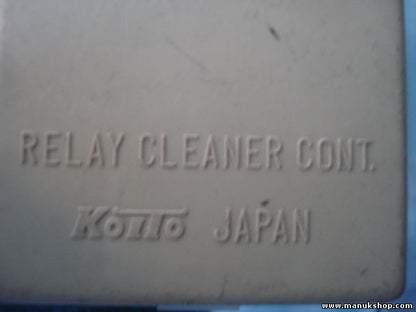 RELAY CLEANER CONT.
KOITO JAPAN
www.manukshop.com